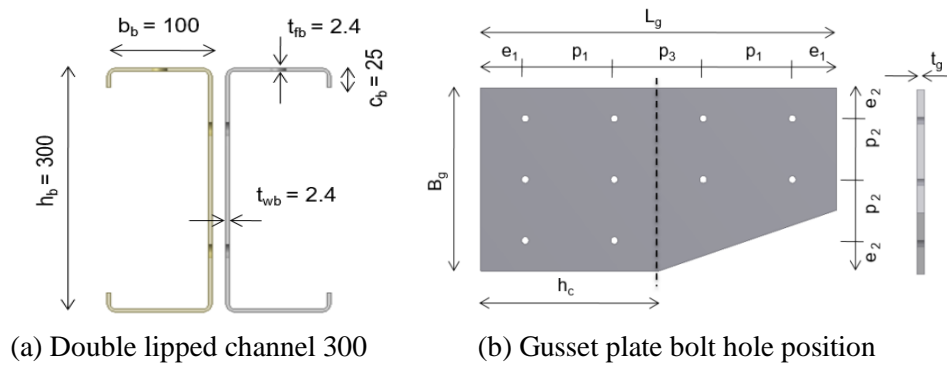 b_b = 100
t_fb = 2.4
c_b = 25
h_b = 300
t_wb = 2.4
L_g
e_1
p_1
p_3
p_1
e_1
t_g
B_g
e_2
p_2
p_2
e_2
h_c
(a) Double lipped channel 300
(b) Gusset plate bolt hole position